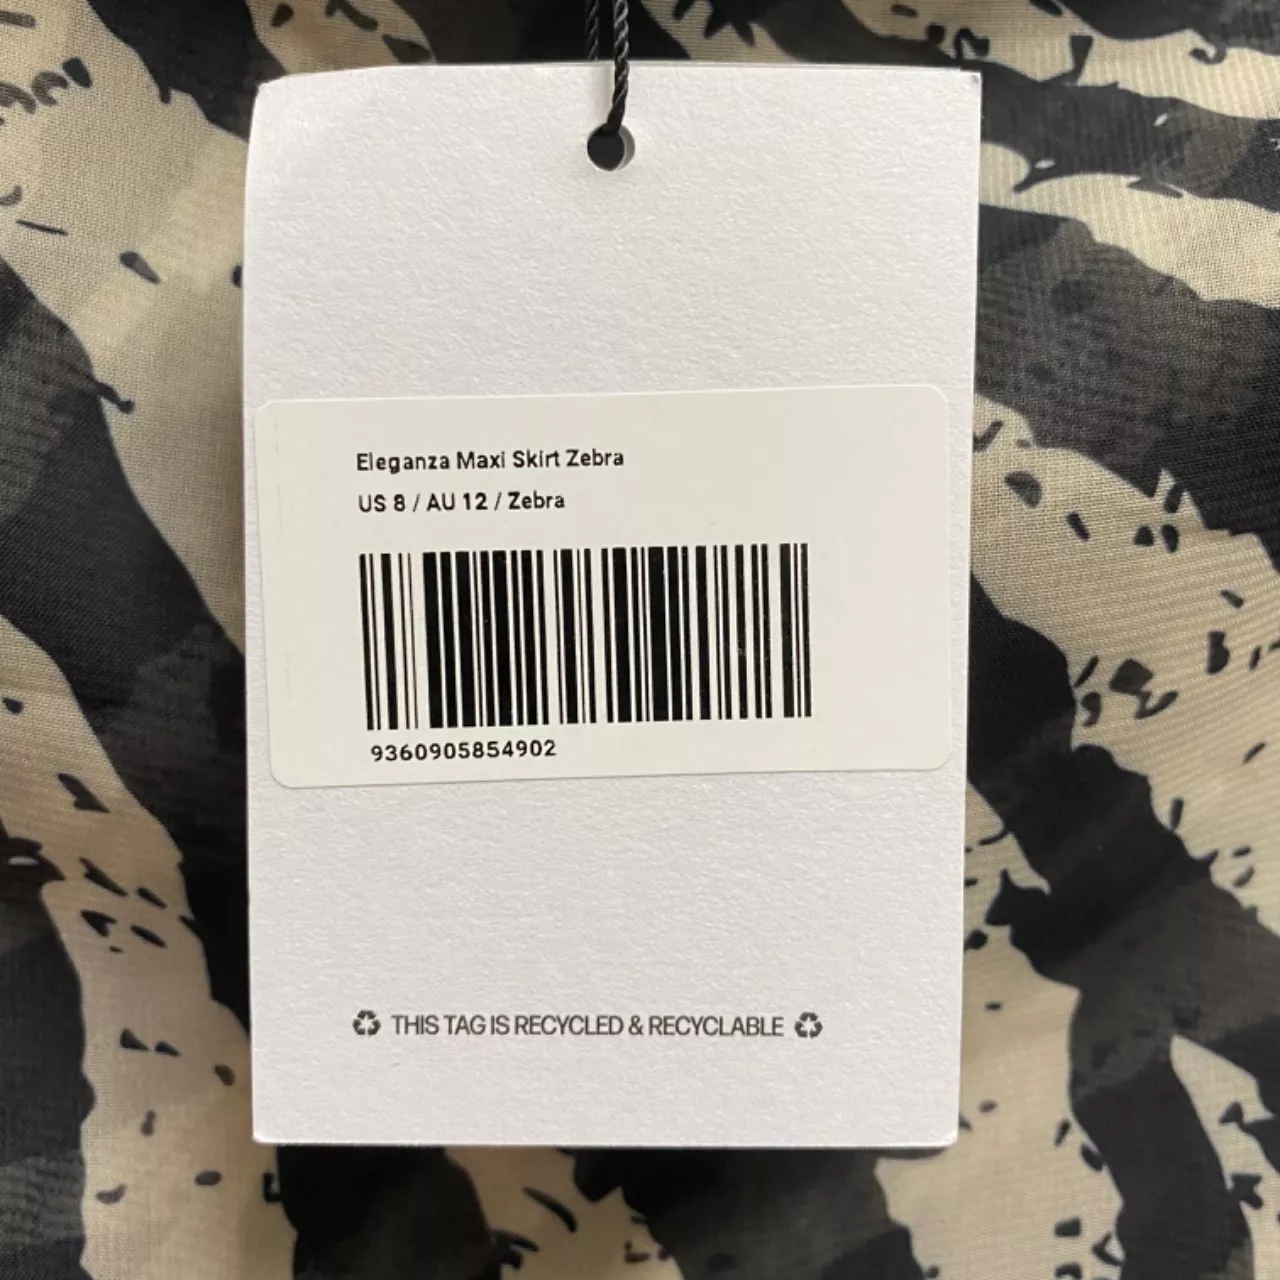 Eleganza Maxi Skirt Zebra
US 8 / AU 12 / Zebra
9360905854902
THIS TAG IS RECYCLED & RECYCLABLE